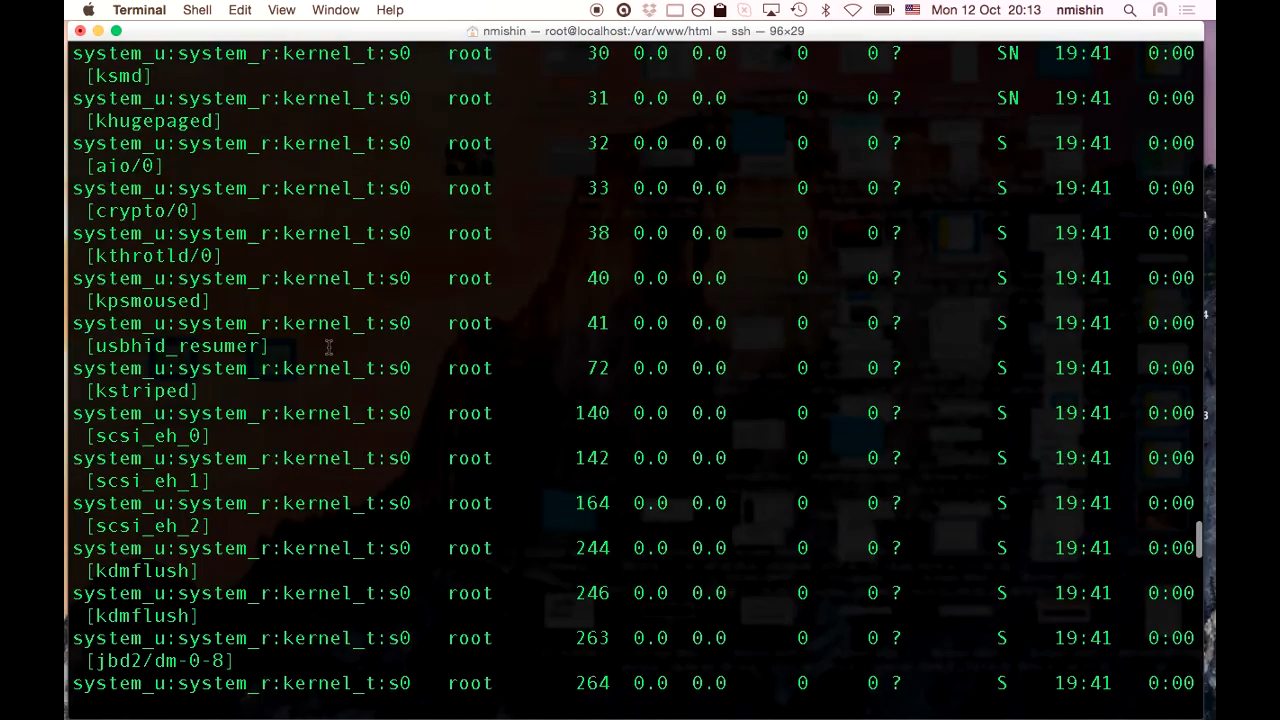 Terminal Shell Edit View Window Help Mon 12 Oct 20:13 nmishin
nmishin — root@localhost:/var/www/html — ssh — 96×29
system_u:system_r:kernel_t:s0 root 30 0.0 0.0 0 0 ? SN 19:41 0:00
[ksmd]
system_u:system_r:kernel_t:s0 root 31 0.0 0.0 0 0 ? SN 19:41 0:00
[khugepaged]
system_u:system_r:kernel_t:s0 root 32 0.0 0.0 0 0 ? S 19:41 0:00
[aio/0]
system_u:system_r:kernel_t:s0 root 33 0.0 0.0 0 0 ? S 19:41 0:00
[crypto/0]
system_u:system_r:kernel_t:s0 root 38 0.0 0.0 0 0 ? S 19:41 0:00
[kthrotld/0]
system_u:system_r:kernel_t:s0 root 40 0.0 0.0 0 0 ? S 19:41 0:00
[kpsmoused]
system_u:system_r:kernel_t:s0 root 41 0.0 0.0 0 0 ? S 19:41 0:00
[usbhid_resumer]
system_u:system_r:kernel_t:s0 root 72 0.0 0.0 0 0 ? S 19:41 0:00
[kstriped]
system_u:system_r:kernel_t:s0 root 140 0.0 0.0 0 0 ? S 19:41 0:00
[scsi_eh_0]
system_u:system_r:kernel_t:s0 root 142 0.0 0.0 0 0 ? S 19:41 0:00
[scsi_eh_1]
system_u:system_r:kernel_t:s0 root 164 0.0 0.0 0 0 ? S 19:41 0:00
[scsi_eh_2]
system_u:system_r:kernel_t:s0 root 244 0.0 0.0 0 0 ? S 19:41 0:00
[kdmflush]
system_u:system_r:kernel_t:s0 root 246 0.0 0.0 0 0 ? S 19:41 0:00
[kdmflush]
system_u:system_r:kernel_t:s0 root 263 0.0 0.0 0 0 ? S 19:41 0:00
[jbd2/dm-0-8]
system_u:system_r:kernel_t:s0 root 264 0.0 0.0 0 0 ? S 19:41 0:00